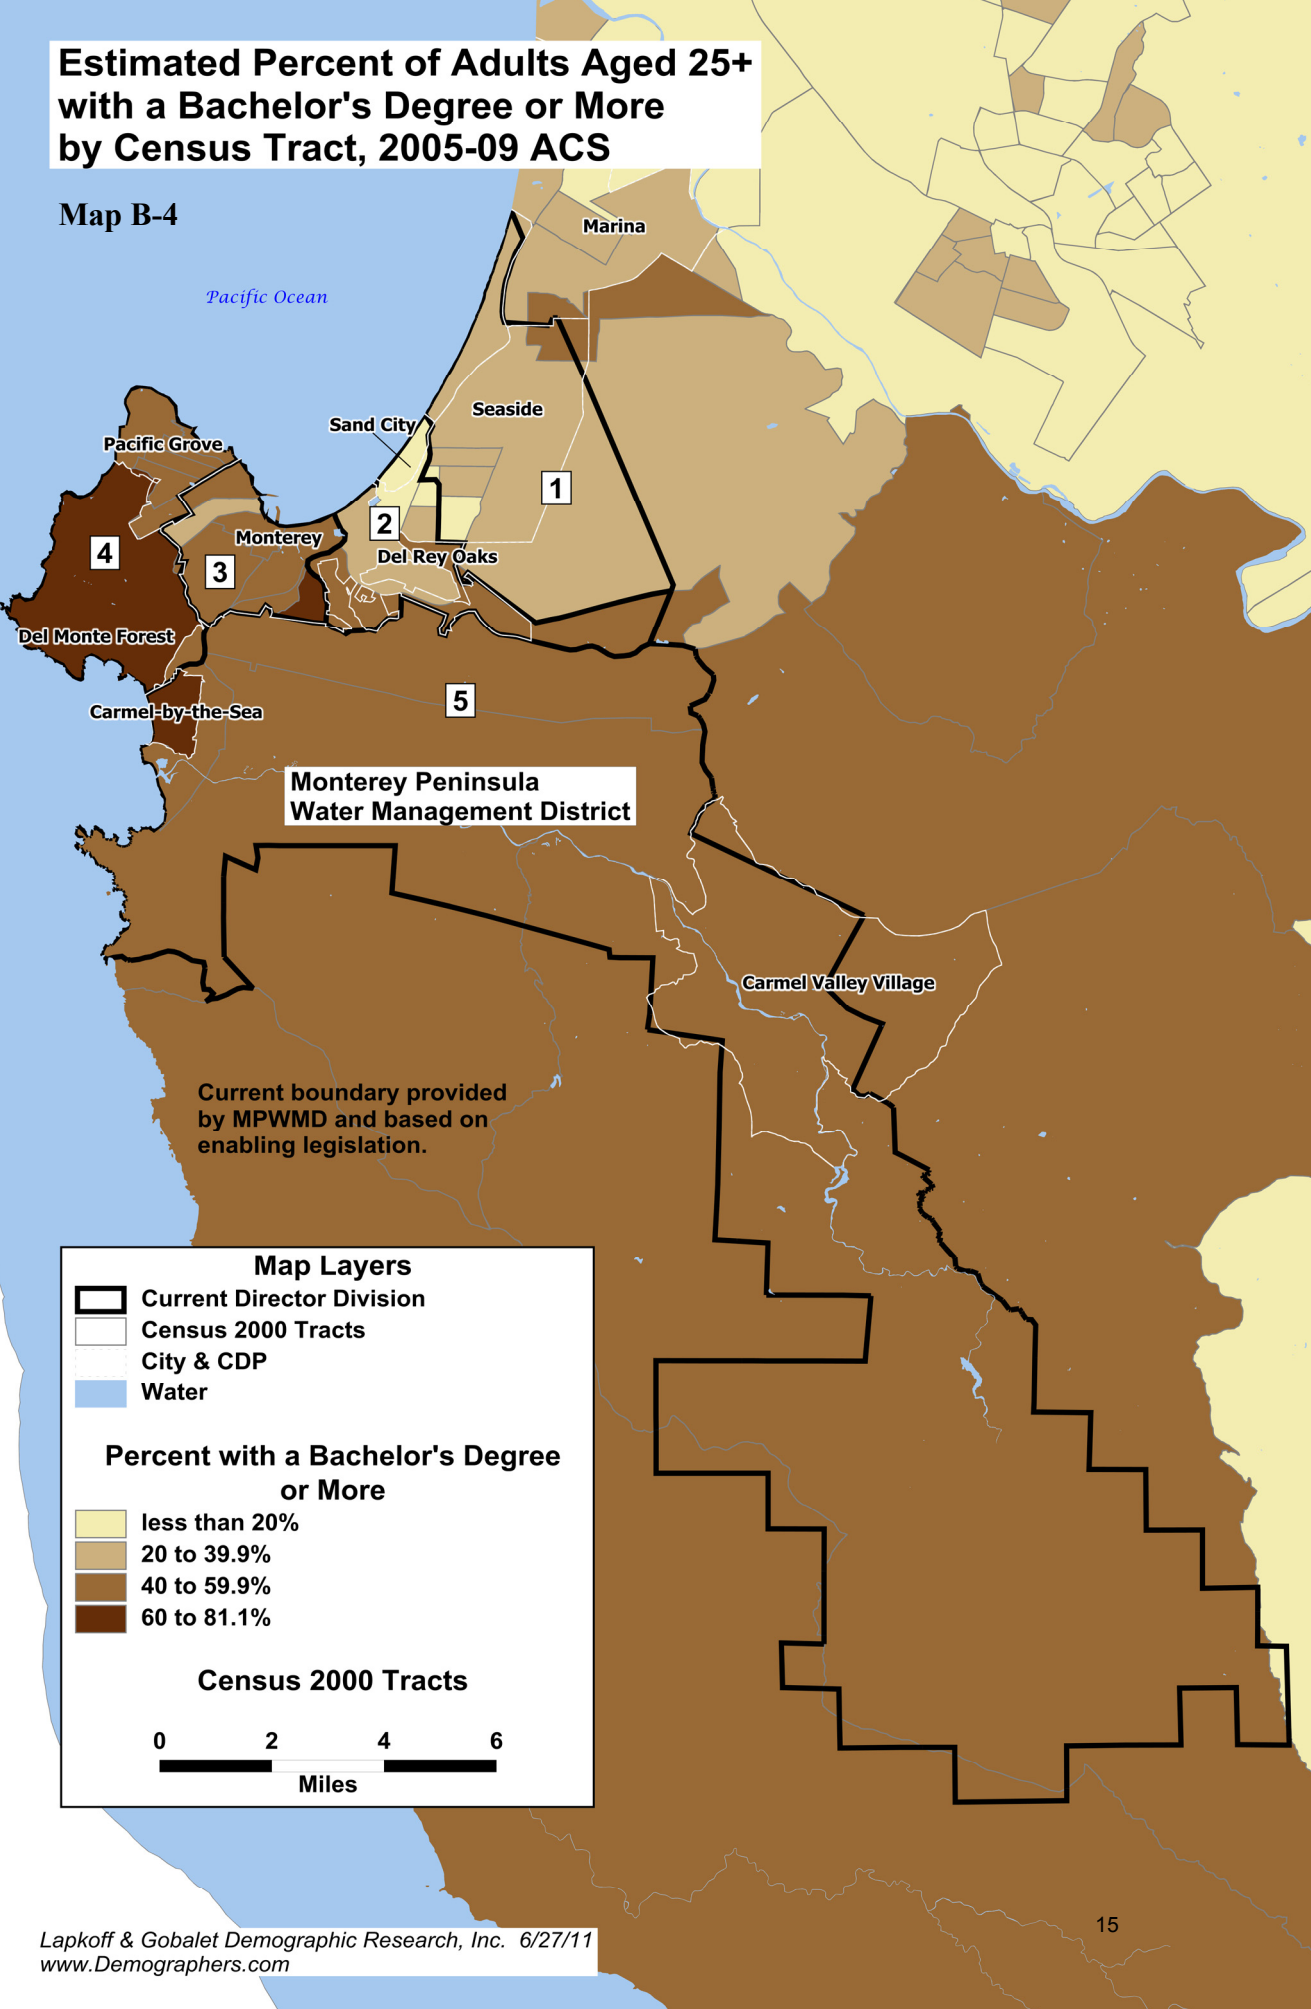 Estimated Percent of Adults Aged 25+
with a Bachelor's Degree or More
by Census Tract, 2005-09 ACS
Map B-4
Marina
Pacific Ocean
Seaside
Sand City
Pacific Grove
1
2
4
Monterey
3
Del Rey Oaks
Del Monte Forest
5
Carmel-by-the-Sea
Monterey Peninsula
Water Management District
Carmel Valley Village
Current boundary provided
by MPWMD and based on
enabling legislation.
Map Layers
Current Director Division
Census 2000 Tracts
City & CDP
Water
Percent with a Bachelor's Degree
or More
less than 20%
20 to 39.9%
40 to 59.9%
60 to 81.1%
Census 2000 Tracts
0 2 4 6
Miles
15
Lapkoff & Gobalet Demographic Research, Inc. 6/27/11
www.Demographers.com